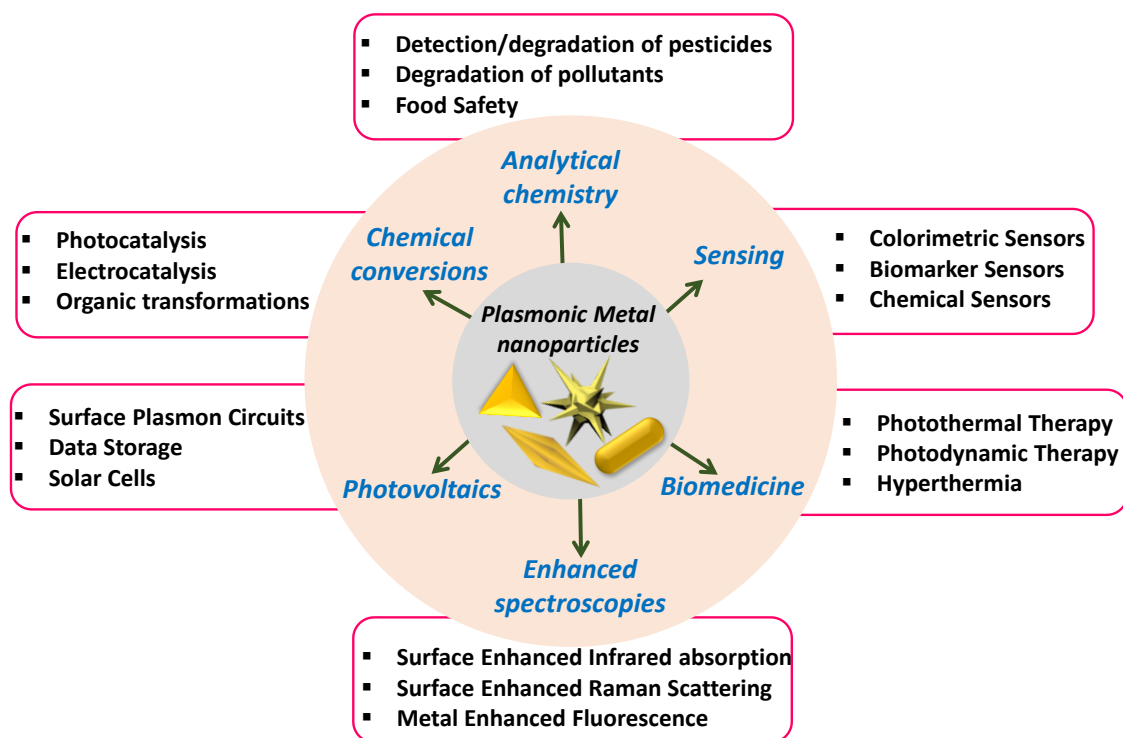 ▪ Detection/degradation of pesticides
▪ Degradation of pollutants
▪ Food Safety
Analytical
chemistry
▪ Photocatalysis
▪ Electrocatalysis
▪ Organic transformations
Chemical
conversions
Sensing
▪ Colorimetric Sensors
▪ Biomarker Sensors
▪ Chemical Sensors
Plasmonic Metal
nanoparticles
▪ Surface Plasmon Circuits
▪ Data Storage
▪ Solar Cells
Photovoltaics
Biomedicine
▪ Photothermal Therapy
▪ Photodynamic Therapy
▪ Hyperthermia
Enhanced
spectroscopies
▪ Surface Enhanced Infrared absorption
▪ Surface Enhanced Raman Scattering
▪ Metal Enhanced Fluorescence